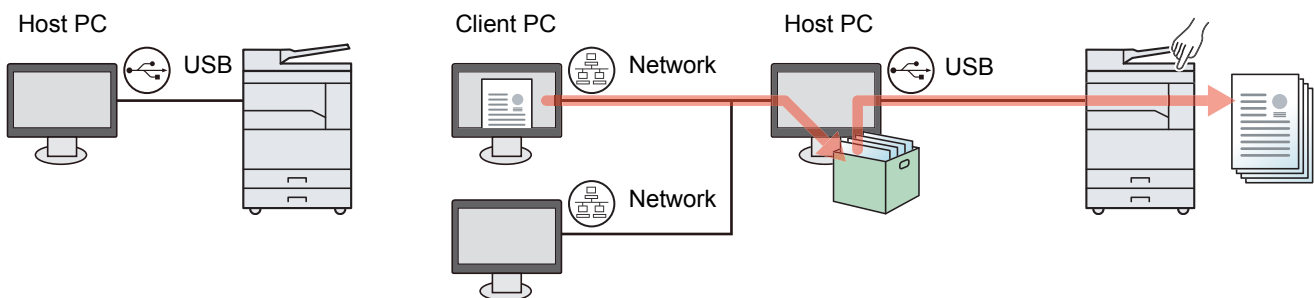 Host PC
USB
Client PC
Network
Host PC
USB
Network